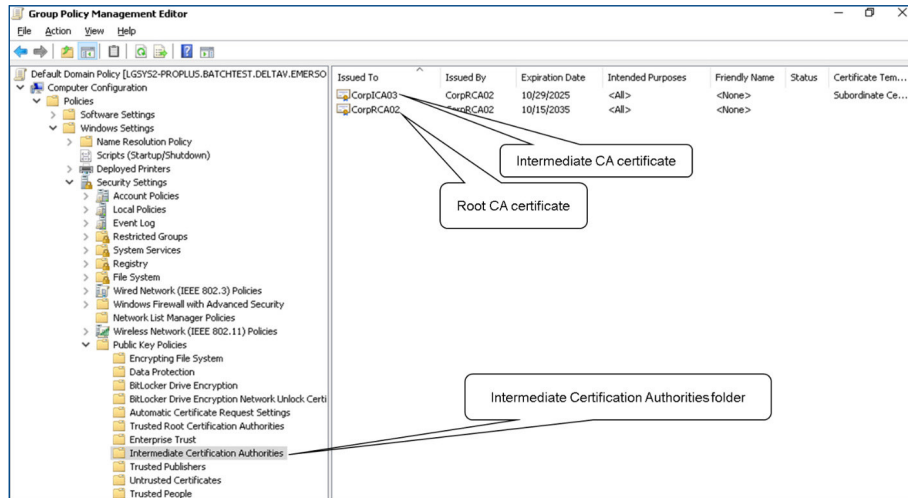 Group Policy Management Editor
File Action View Help
Default Domain Policy [LGSYS2-PROPLUS.BATCHTEST.DELTAV.EMERSO
Computer Configuration
Policies
Software Settings
Windows Settings
Name Resolution Policy
Scripts (Startup/Shutdown)
Deployed Printers
Security Settings
Account Policies
Local Policies
Event Log
Restricted Groups
System Services
Registry
File System
Wired Network (IEEE 802.3) Policies
Windows Firewall with Advanced Security
Network List Manager Policies
Wireless Network (IEEE 802.11) Policies
Public Key Policies
Encrypting File System
Data Protection
BitLocker Drive Encryption
BitLocker Drive Encryption Network Unlock Certi
Automatic Certificate Request Settings
Trusted Root Certification Authorities
Enterprise Trust
Intermediate Certification Authorities
Trusted Publishers
Untrusted Certificates
Trusted People
Issued To Issued By Expiration Date Intended Purposes Friendly Name Status Certificate Tem...
CorpICA03 CorpRCA02 10/29/2025 <All> <None> Subordinate Ce...
CorpRCA02 CorpRCA02 10/15/2035 <All> <None>
Intermediate CA certificate
Root CA certificate
Intermediate Certification Authorities folder